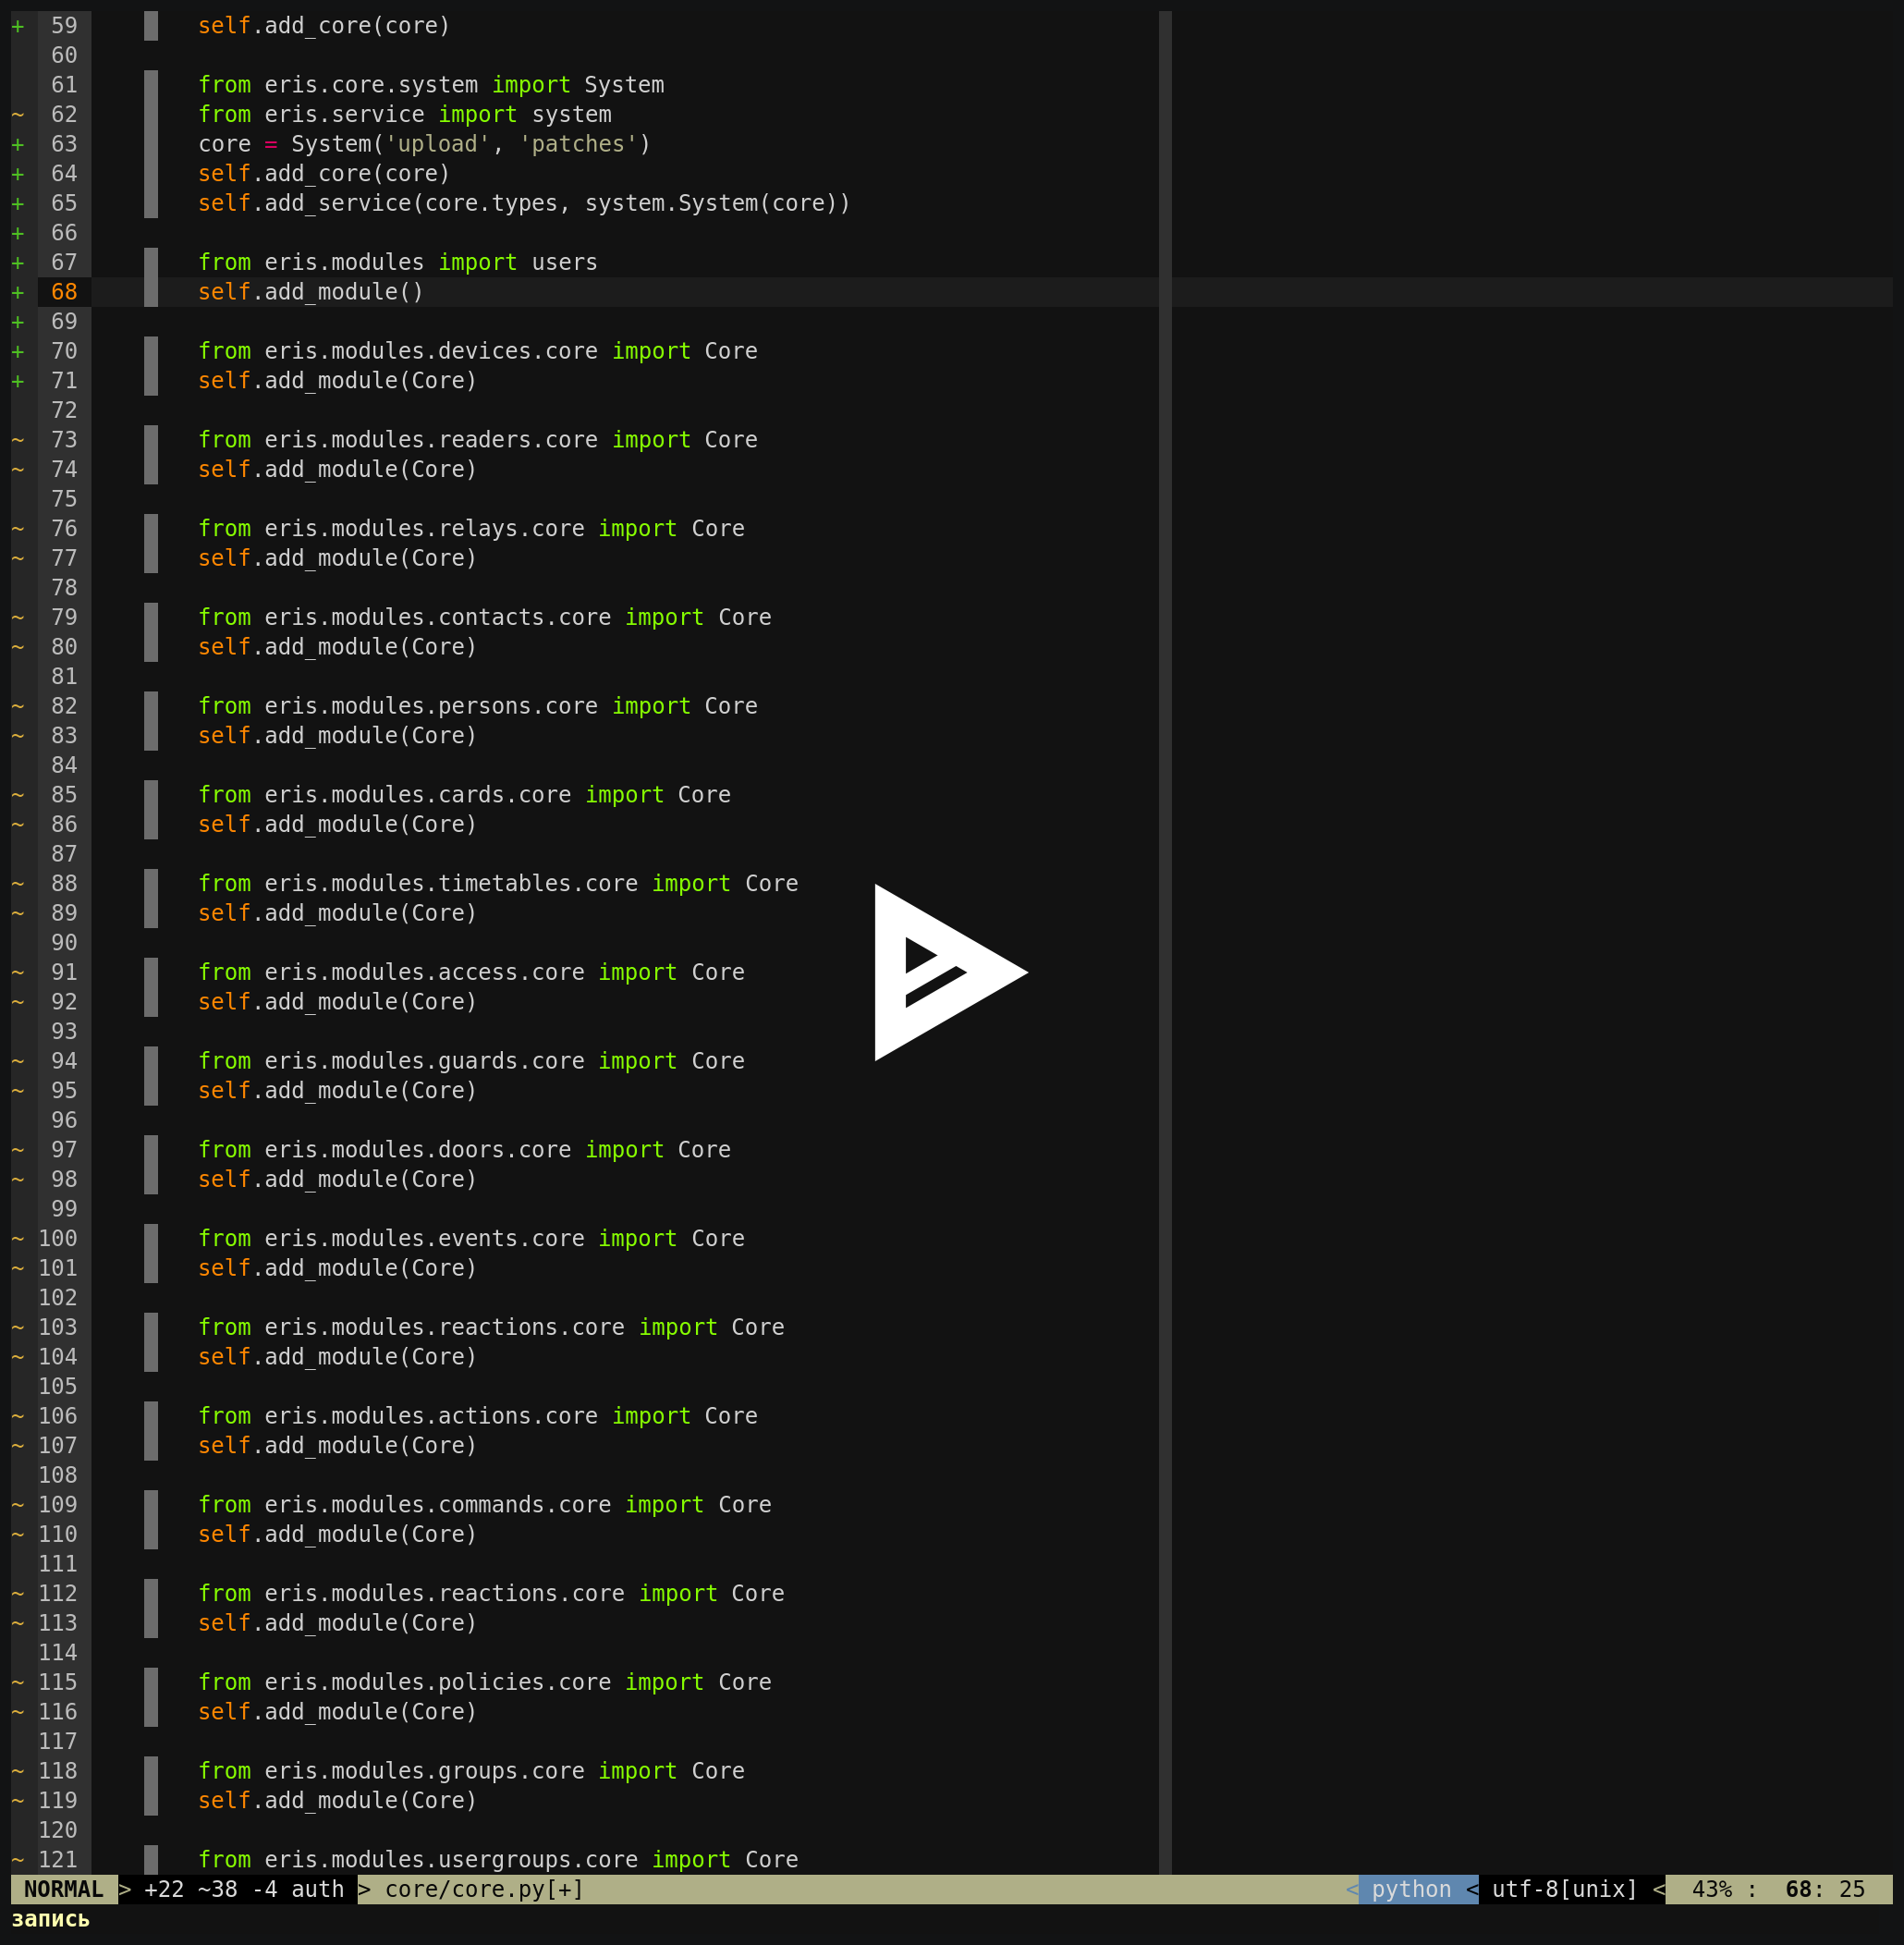 + 59 self.add_core(core)
60
61 from eris.core.system import System
~ 62 from eris.service import system
+ 63 core = System('upload', 'patches')
+ 64 self.add_core(core)
+ 65 self.add_service(core.types, system.System(core))
+ 66
+ 67 from eris.modules import users
+ 68 self.add_module()
+ 69
+ 70 from eris.modules.devices.core import Core
+ 71 self.add_module(Core)
72
~ 73 from eris.modules.readers.core import Core
~ 74 self.add_module(Core)
75
~ 76 from eris.modules.relays.core import Core
~ 77 self.add_module(Core)
78
~ 79 from eris.modules.contacts.core import Core
~ 80 self.add_module(Core)
81
~ 82 from eris.modules.persons.core import Core
~ 83 self.add_module(Core)
84
~ 85 from eris.modules.cards.core import Core
~ 86 self.add_module(Core)
87
~ 88 from eris.modules.timetables.core import Core
~ 89 self.add_module(Core)
90
~ 91 from eris.modules.access.core import Core
~ 92 self.add_module(Core)
93
~ 94 from eris.modules.guards.core import Core
~ 95 self.add_module(Core)
96
~ 97 from eris.modules.doors.core import Core
~ 98 self.add_module(Core)
99
~ 100 from eris.modules.events.core import Core
~ 101 self.add_module(Core)
102
~ 103 from eris.modules.reactions.core import Core
~ 104 self.add_module(Core)
105
~ 106 from eris.modules.actions.core import Core
~ 107 self.add_module(Core)
108
~ 109 from eris.modules.commands.core import Core
~ 110 self.add_module(Core)
111
~ 112 from eris.modules.reactions.core import Core
~ 113 self.add_module(Core)
114
~ 115 from eris.modules.policies.core import Core
~ 116 self.add_module(Core)
117
~ 118 from eris.modules.groups.core import Core
~ 119 self.add_module(Core)
120
~ 121 from eris.modules.usergroups.core import Core
NORMAL > +22 ~38 -4 auth > core/core.py[+] < python < utf-8[unix] < 43% : 68: 25
запись